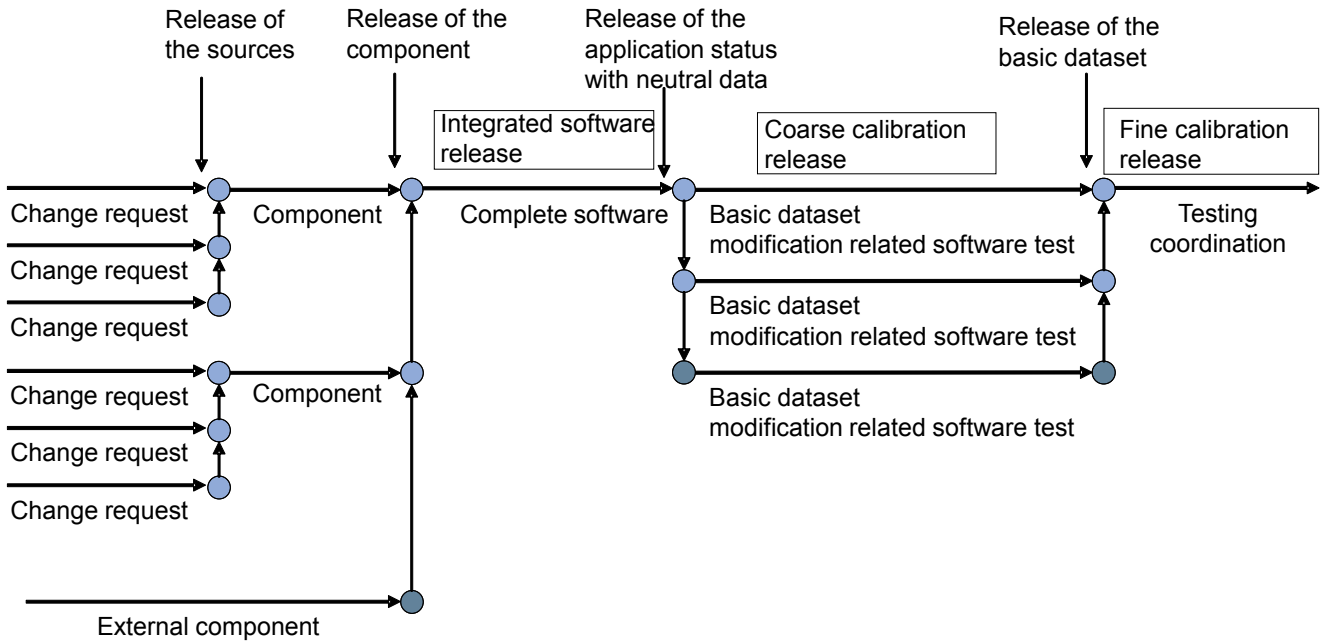 Release of
the sources
Release of the
component
Release of the
application status
with neutral data
Release of the
basic dataset
Integrated software
release
Coarse calibration
release
Fine calibration
release
Change request
Component
Complete software
Basic dataset
modification related software test
Testing
coordination
Change request
Change request
Basic dataset
modification related software test
Change request
Component
Basic dataset
modification related software test
Change request
Change request
External component